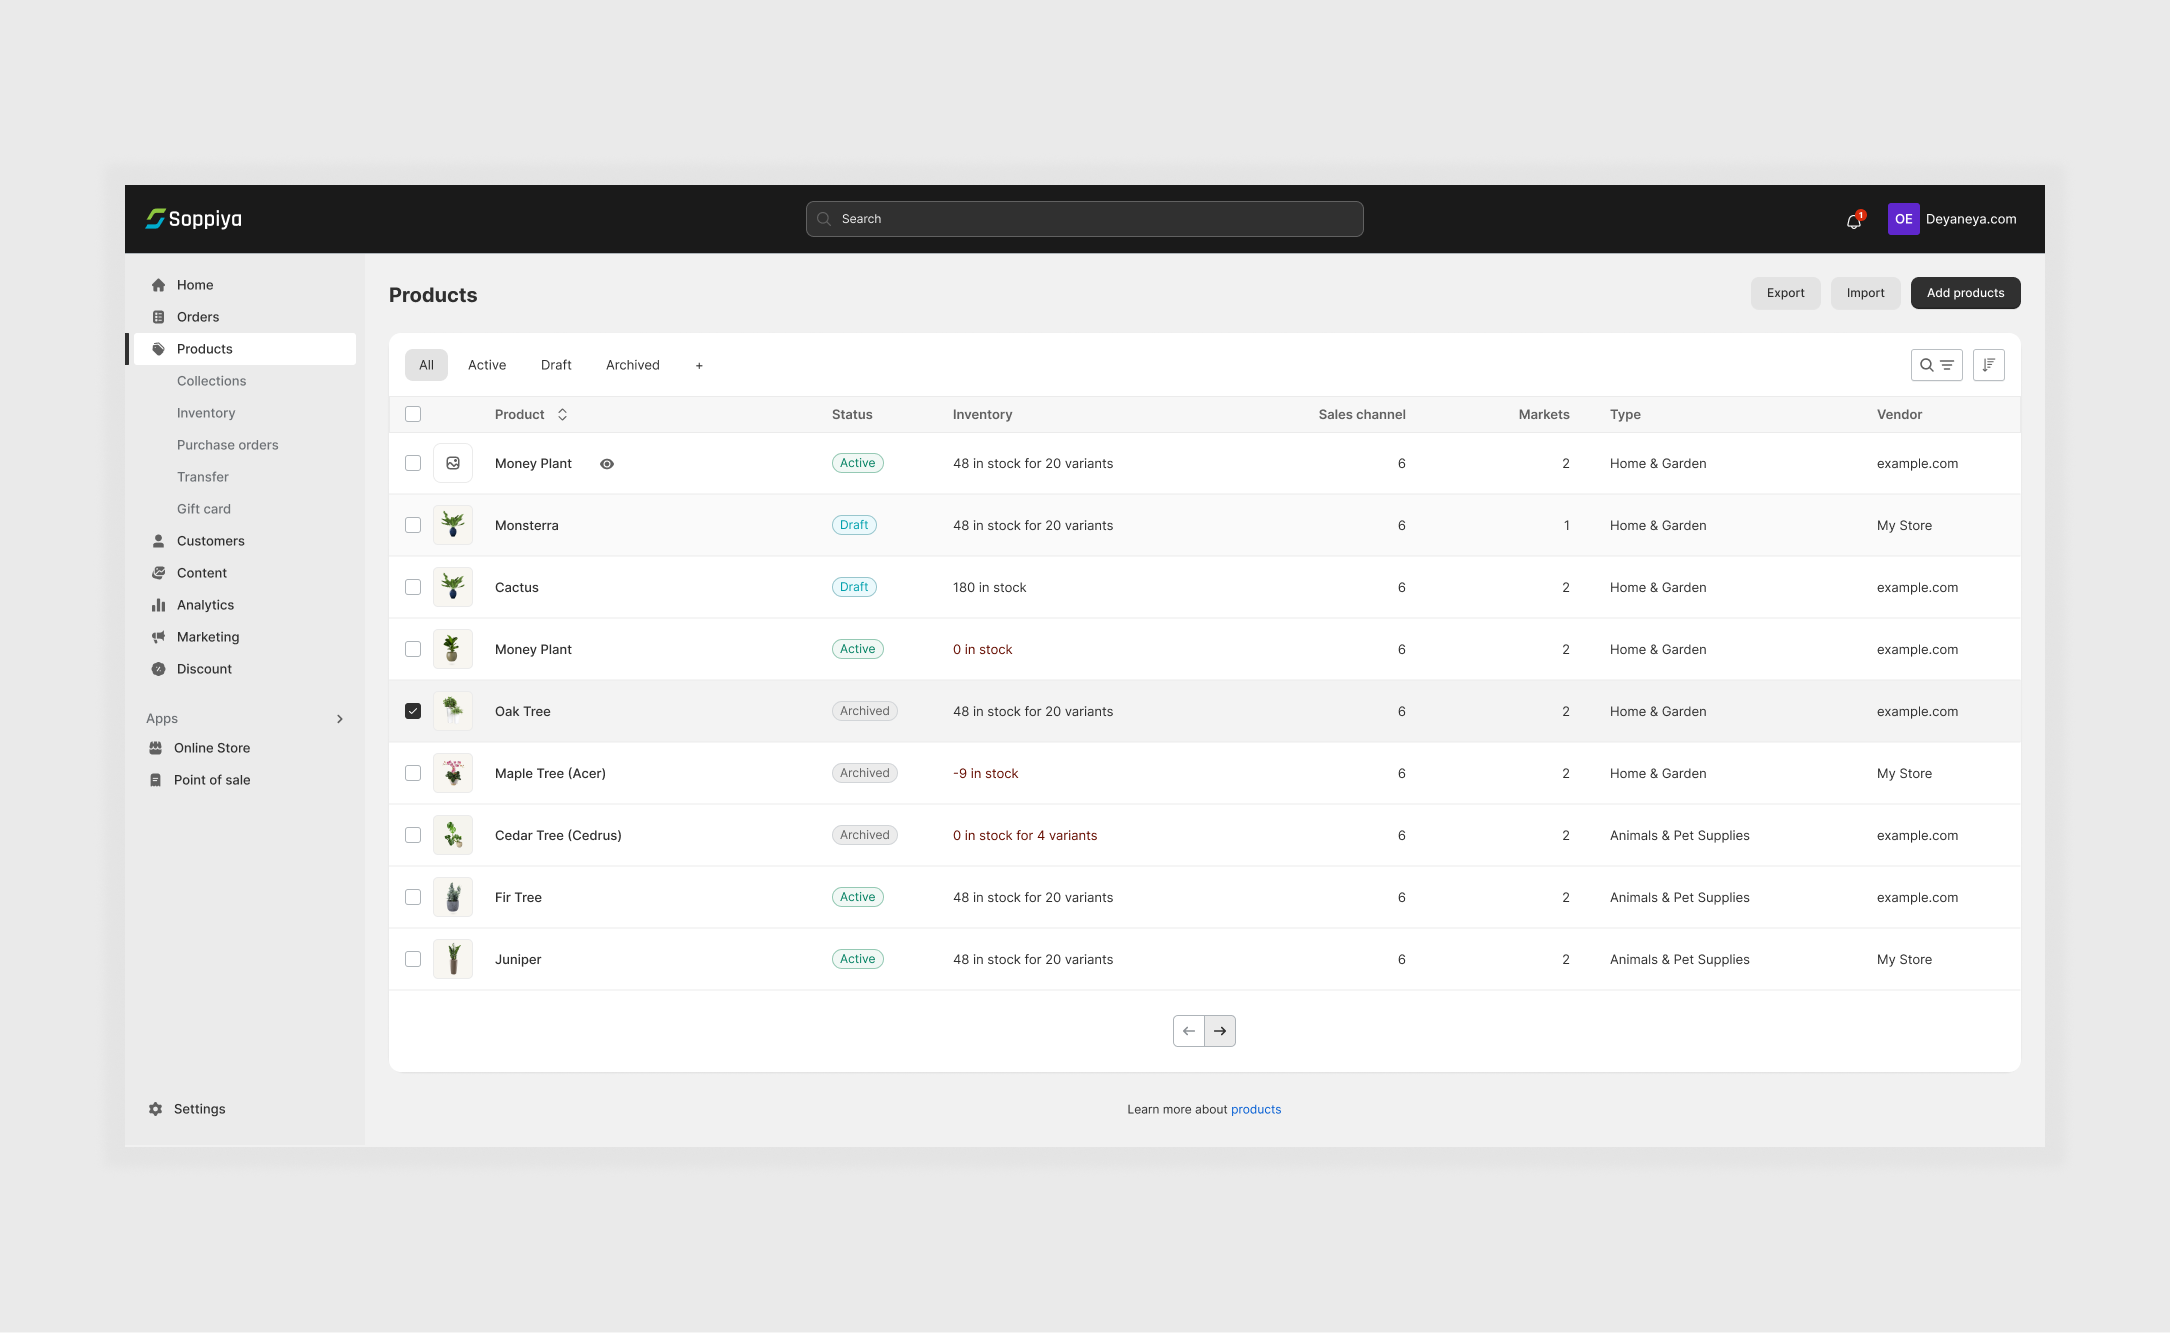 Soppiya
Search
1
OE
Deyaneya.com
Home
Orders
Products
Collections
Inventory
Purchase orders
Transfer
Gift card
Customers
Content
Analytics
Marketing
Discount
Apps
Online Store
Point of sale
Settings
Products
Export
Import
Add products
All
Active
Draft
Archived
+
Product Status Inventory Sales channel Markets Type Vendor
Money Plant Active 48 in stock for 20 variants 6 2 Home & Garden example.com
Monsterra Draft 48 in stock for 20 variants 6 1 Home & Garden My Store
Cactus Draft 180 in stock 6 2 Home & Garden example.com
Money Plant Active 0 in stock 6 2 Home & Garden example.com
Oak Tree Archived 48 in stock for 20 variants 6 2 Home & Garden example.com
Maple Tree (Acer) Archived -9 in stock 6 2 Home & Garden My Store
Cedar Tree (Cedrus) Archived 0 in stock for 4 variants 6 2 Animals & Pet Supplies example.com
Fir Tree Active 48 in stock for 20 variants 6 2 Animals & Pet Supplies example.com
Juniper Active 48 in stock for 20 variants 6 2 Animals & Pet Supplies My Store
Learn more about products